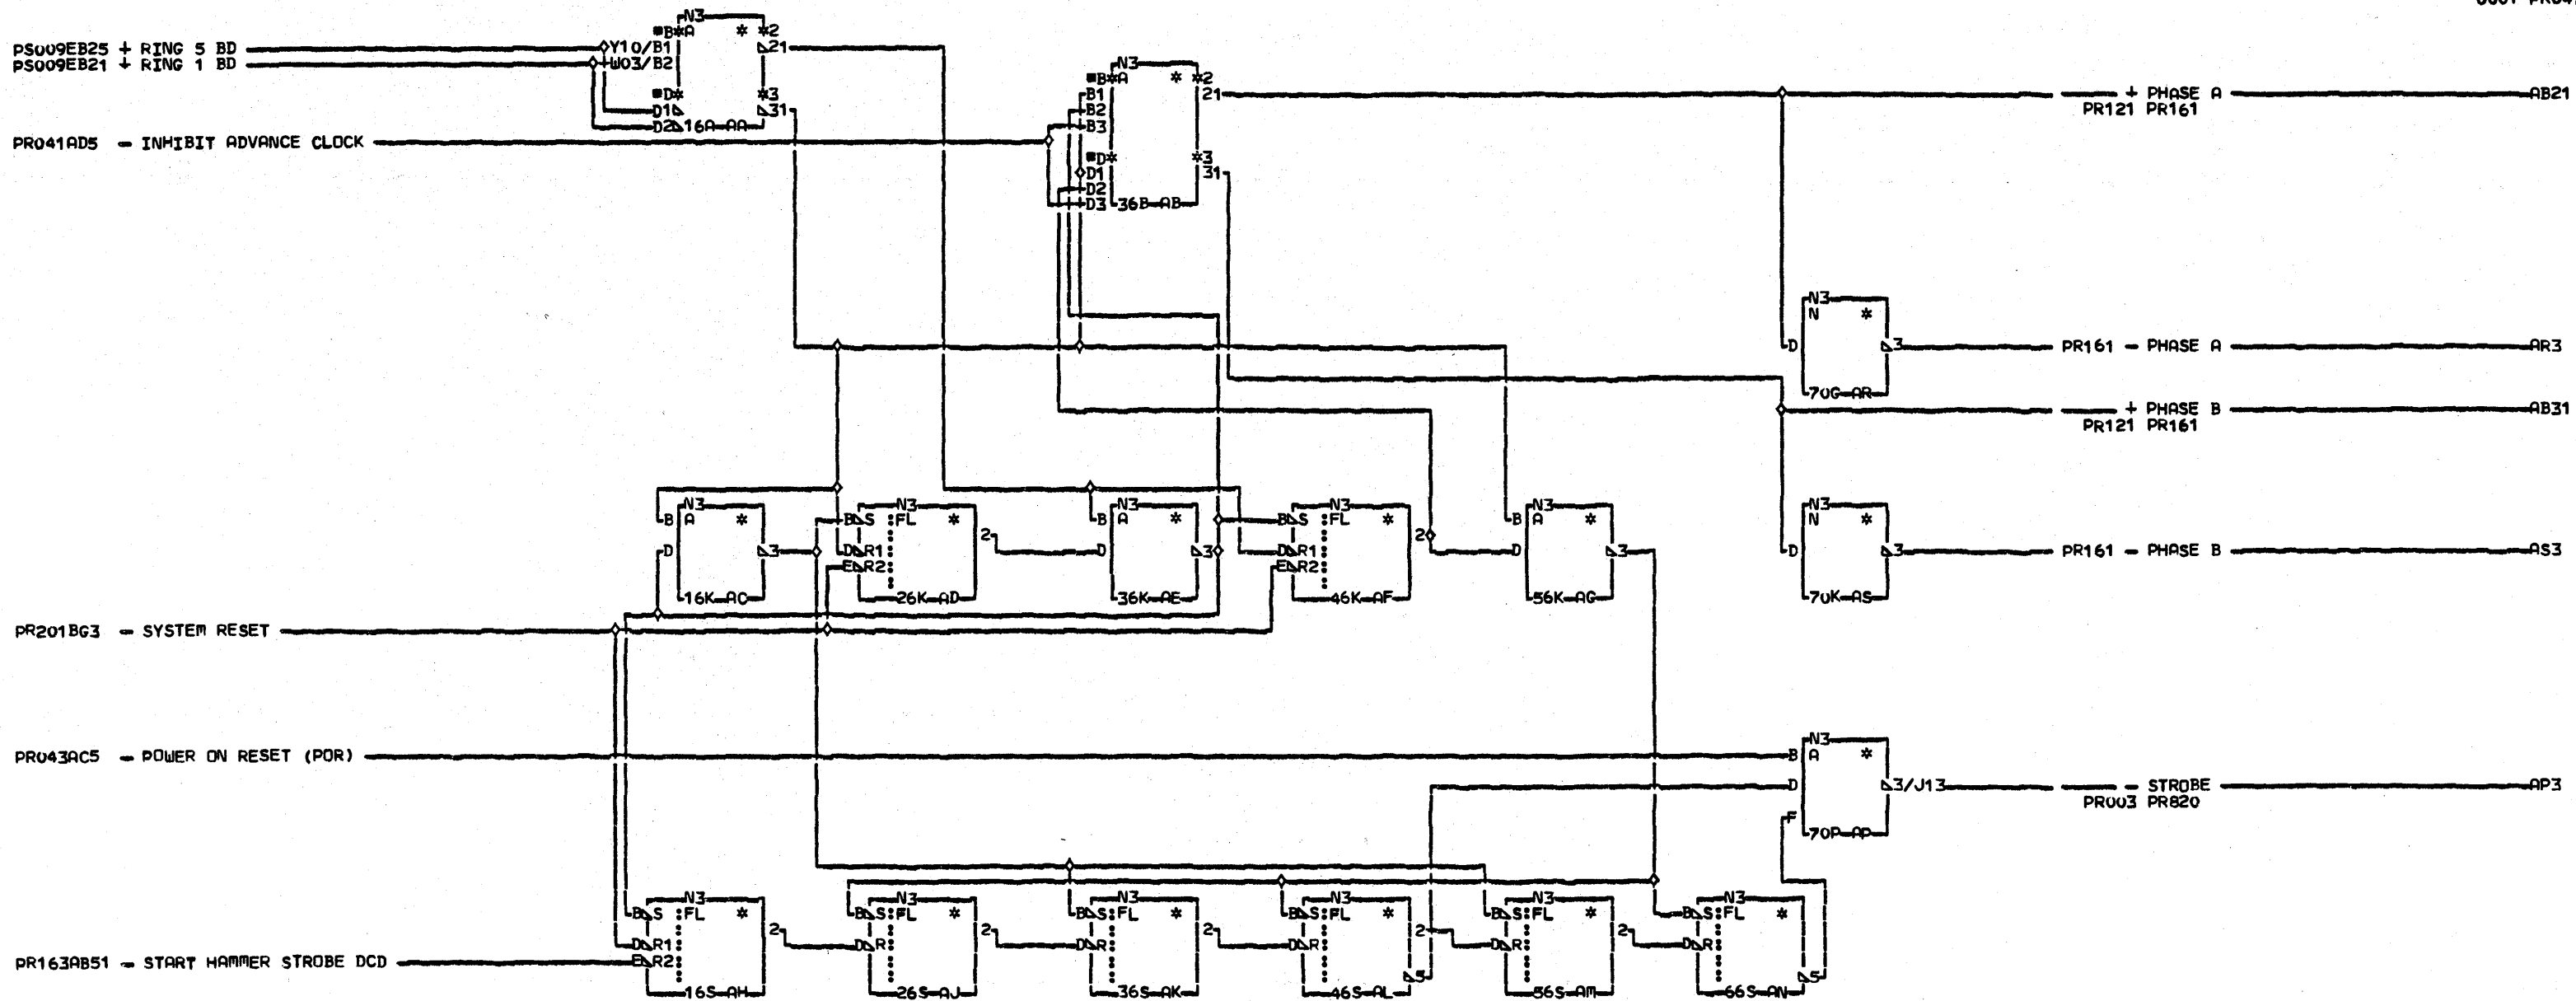 PS009EB25 + RING 5 BD
PS009EB21 + RING 1 BD
PR041AD5 - INHIBIT ADVANCE CLOCK
N3
■B*A * *2
Y10/B1 21
W03/B2
■D* *3
D1 31
D2 16A-AA
N3
■B*A * *2
B1 21
B2
B3
■D* *3
D1 31
D2
D3 36B-AB
+ PHASE A AB21
PR121 PR161
N3
N *
D 3 PR161 - PHASE A AR3
70G-AR
+ PHASE B AB31
PR121 PR161
N3
B A *
D 3
16K-AC
N3
B S FL *
2
D R1
E R2
26K-AD
N3
B A *
D 3
36K-AE
N3
B S FL *
2
D R1
E R2
46K-AF
N3
B A *
D 3
56K-AG
N3
N *
D 3 PR161 - PHASE B AS3
70K-AS
PR201BG3 - SYSTEM RESET
PR043AC5 - POWER ON RESET (POR)
N3
B A *
D 3/J13 - STROBE AP3
PR003 PR820
F
70P-AP
PR163AB51 - START HAMMER STROBE DCD
N3
B S FL *
2
D R1
E R2
16S-AH
N3
B S FL *
2
D R
26S-AJ
N3
B S FL *
2
D R
36S-AK
N3
B S FL *
2
D R
5
46S-AL
N3
B S FL *
2
D R
56S-AM
N3
B S FL *
D R
5
66S-AN